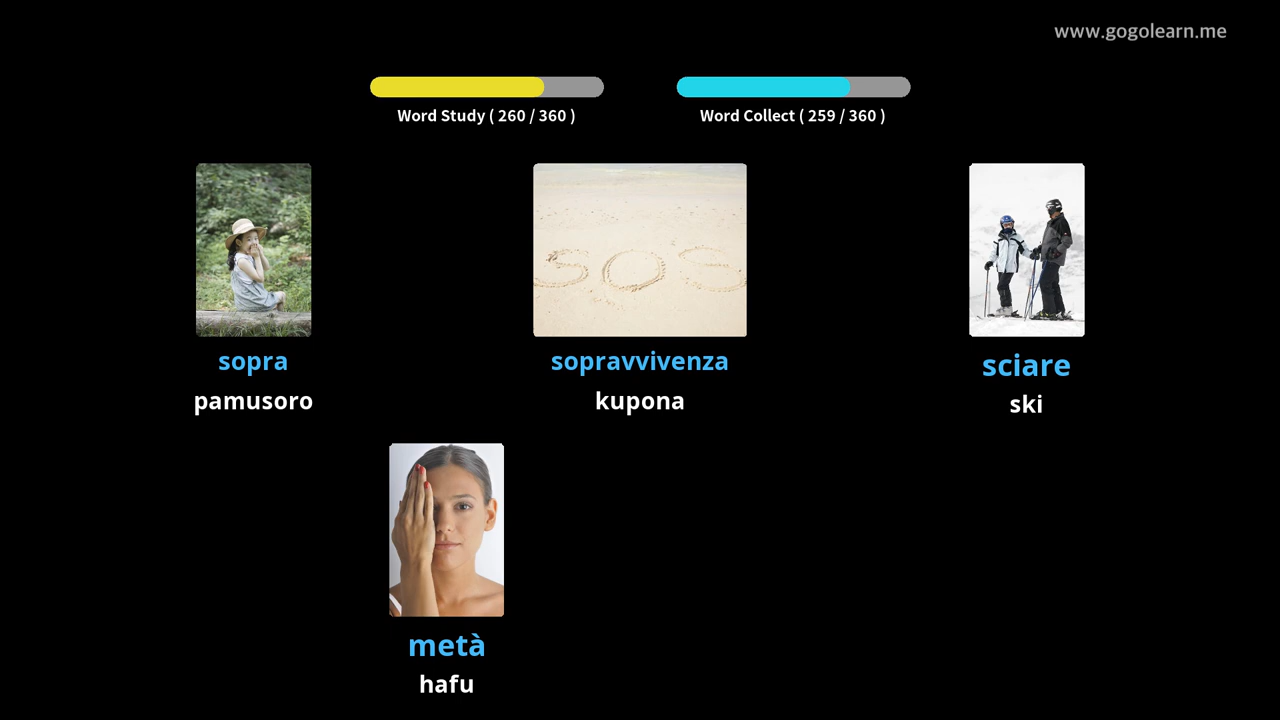 www.gogolearn.me
Word Study ( 260 / 360 )
Word Collect ( 259 / 360 )
SOS
sopra
sopravvivenza
sciare
pamusoro
kupona
ski
metà
hafu